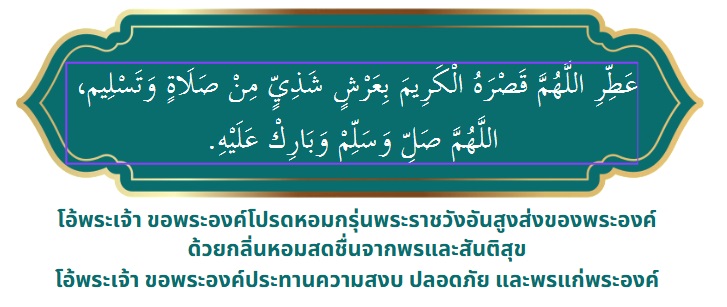 عَطِّرِ اللَّهُمَّ قَصْرَهُ الْكَرِيمَ بِعَرْشٍ شَذِيٍّ مِنْ صَلَاةٍ وَتَسْلِيم،
اللَّهُمَّ صَلِّ وَسَلِّمْ وَبَارِكْ عَلَيْهِ.
โอ้พระเจ้า ขอพระองค์โปรดหอมกรุ่นพระราชวังอันสูงส่งของพระองค์
ด้วยกลิ่นหอมสดชื่นจากพรและสันติสุข
โอ้พระเจ้า ขอพระองค์ประทานความสงบ ปลอดภัย และพรแก่พระองค์